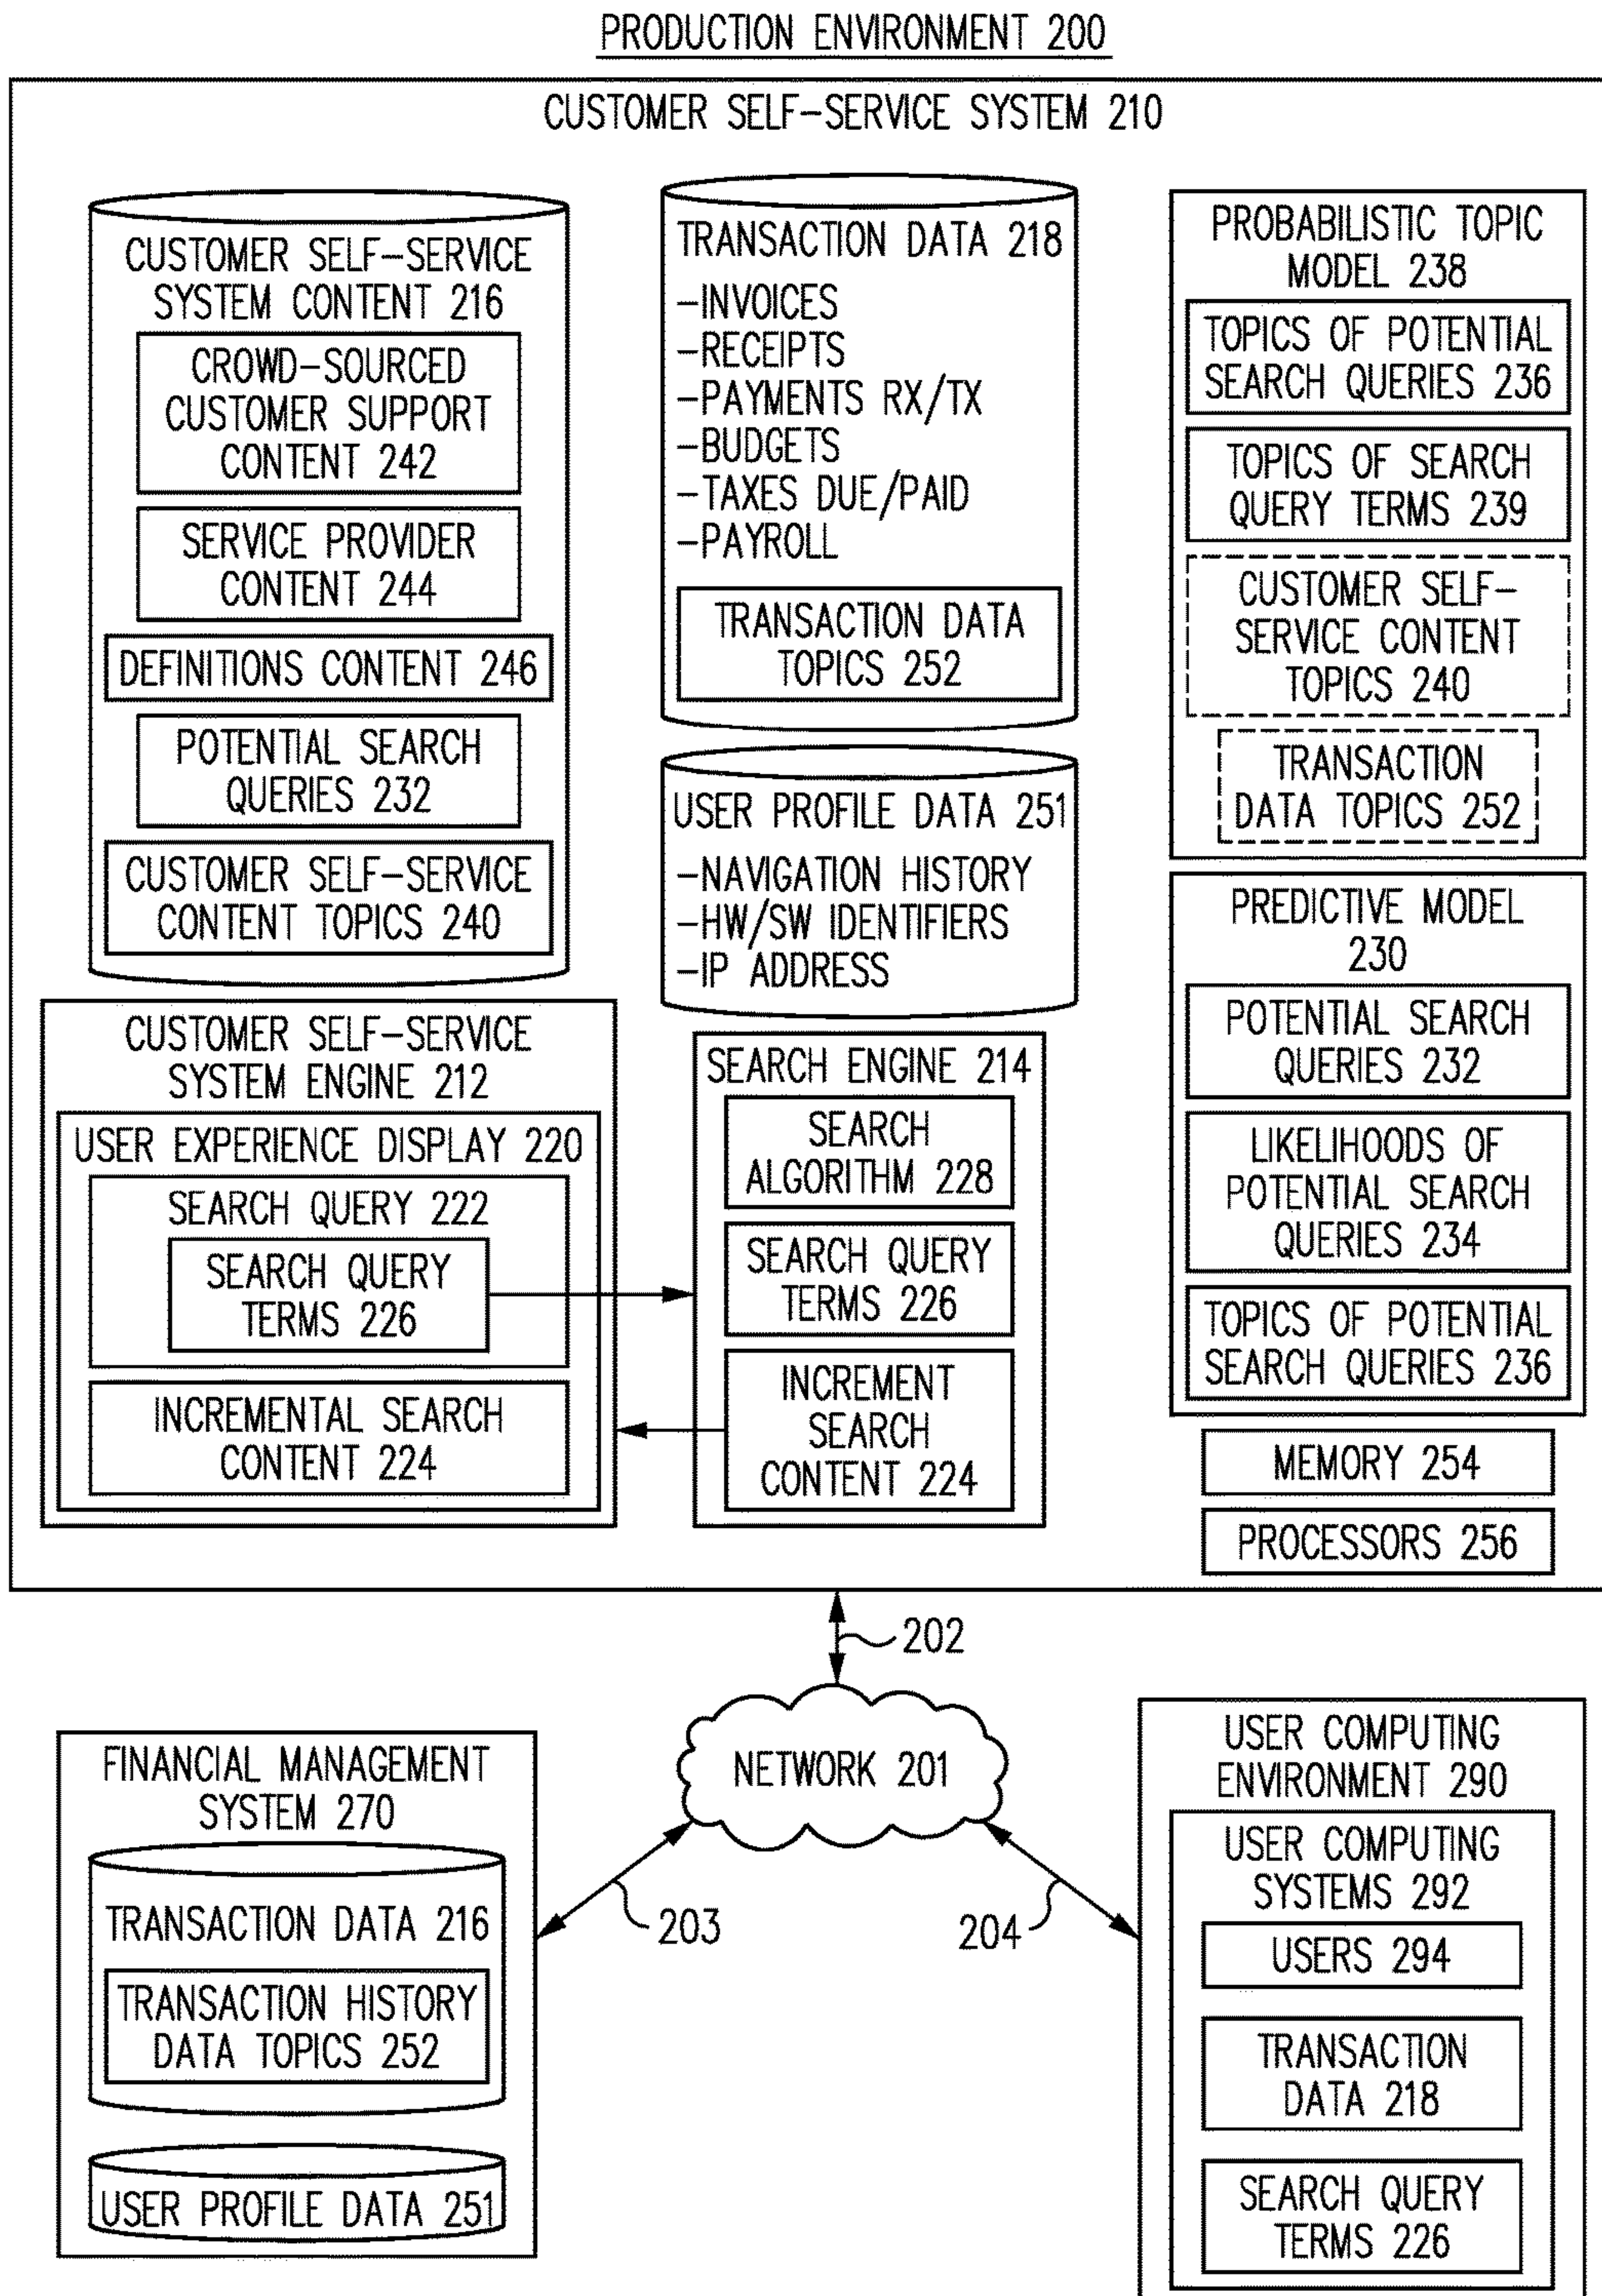 PRODUCTION ENVIRONMENT 200
CUSTOMER SELF-SERVICE SYSTEM 210
CUSTOMER SELF-SERVICE
SYSTEM CONTENT 216
CROWD-SOURCED
CUSTOMER SUPPORT
CONTENT 242
SERVICE PROVIDER
CONTENT 244
DEFINITIONS CONTENT 246
POTENTIAL SEARCH
QUERIES 232
CUSTOMER SELF-SERVICE
CONTENT TOPICS 240
TRANSACTION DATA 218
-INVOICES
-RECEIPTS
-PAYMENTS RX/TX
-BUDGETS
-TAXES DUE/PAID
-PAYROLL
TRANSACTION DATA
TOPICS 252
USER PROFILE DATA 251
-NAVIGATION HISTORY
-HW/SW IDENTIFIERS
-IP ADDRESS
PROBABILISTIC TOPIC
MODEL 238
TOPICS OF POTENTIAL
SEARCH QUERIES 236
TOPICS OF SEARCH
QUERY TERMS 239
CUSTOMER SELF-
SERVICE CONTENT
TOPICS 240
TRANSACTION
DATA TOPICS 252
PREDICTIVE MODEL
230
POTENTIAL SEARCH
QUERIES 232
LIKELIHOODS OF
POTENTIAL SEARCH
QUERIES 234
TOPICS OF POTENTIAL
SEARCH QUERIES 236
MEMORY 254
PROCESSORS 256
CUSTOMER SELF-SERVICE
SYSTEM ENGINE 212
USER EXPERIENCE DISPLAY 220
SEARCH QUERY 222
SEARCH QUERY
TERMS 226
INCREMENTAL SEARCH
CONTENT 224
SEARCH ENGINE 214
SEARCH
ALGORITHM 228
SEARCH QUERY
TERMS 226
INCREMENT
SEARCH
CONTENT 224
202
NETWORK 201
203
204
FINANCIAL MANAGEMENT
SYSTEM 270
TRANSACTION DATA 216
TRANSACTION HISTORY
DATA TOPICS 252
USER PROFILE DATA 251
USER COMPUTING
ENVIRONMENT 290
USER COMPUTING
SYSTEMS 292
USERS 294
TRANSACTION
DATA 218
SEARCH QUERY
TERMS 226